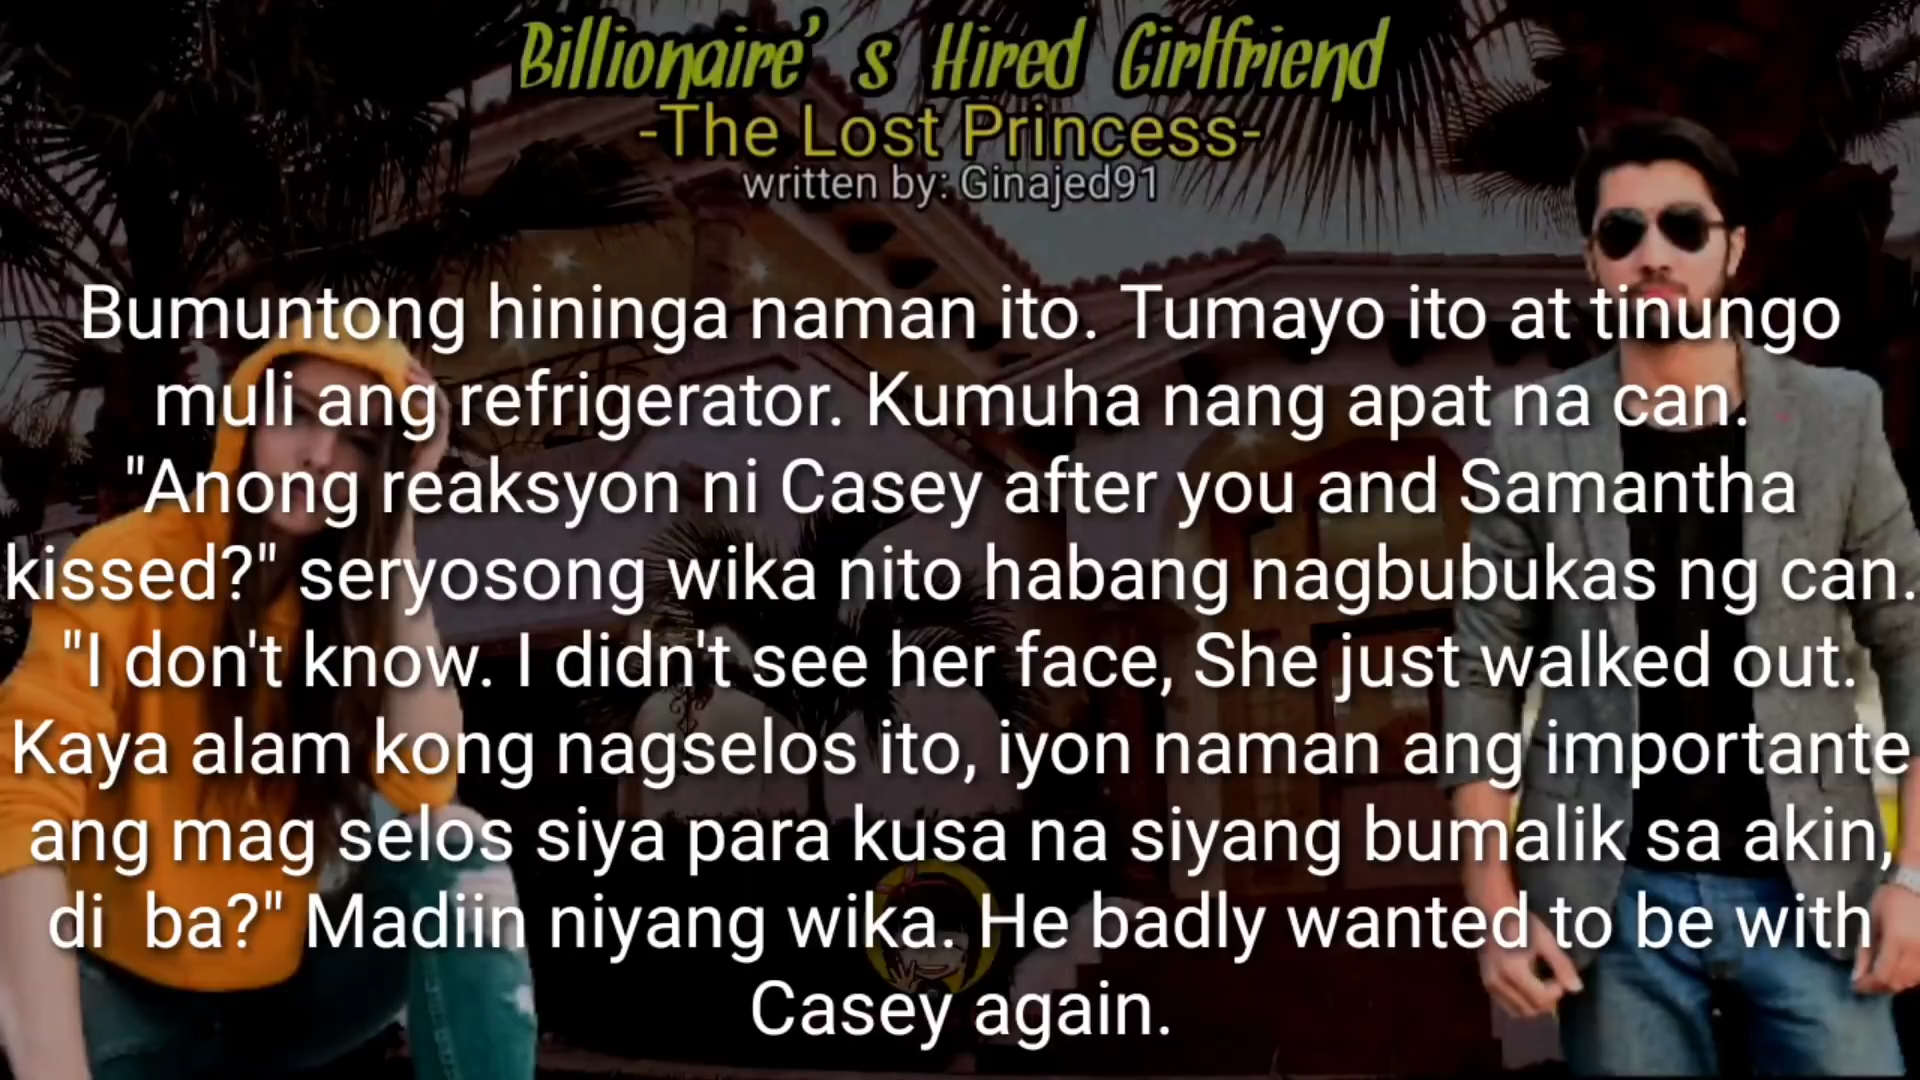 Billionaire' s Hired Girlfriend
-The Lost Princess-
written by: Ginajed91
Bumuntong hininga naman ito. Tumayo ito at tinungo
muli ang refrigerator. Kumuha nang apat na can.
"Anong reaksyon ni Casey after you and Samantha
kissed?" seryosong wika nito habang nagbubukas ng can.
"I don't know. I didn't see her face, She just walked out.
Kaya alam kong nagselos ito, iyon naman ang importante
ang mag selos siya para kusa na siyang bumalik sa akin,
di  ba?" Madiin niyang wika. He badly wanted to be with
Casey again.